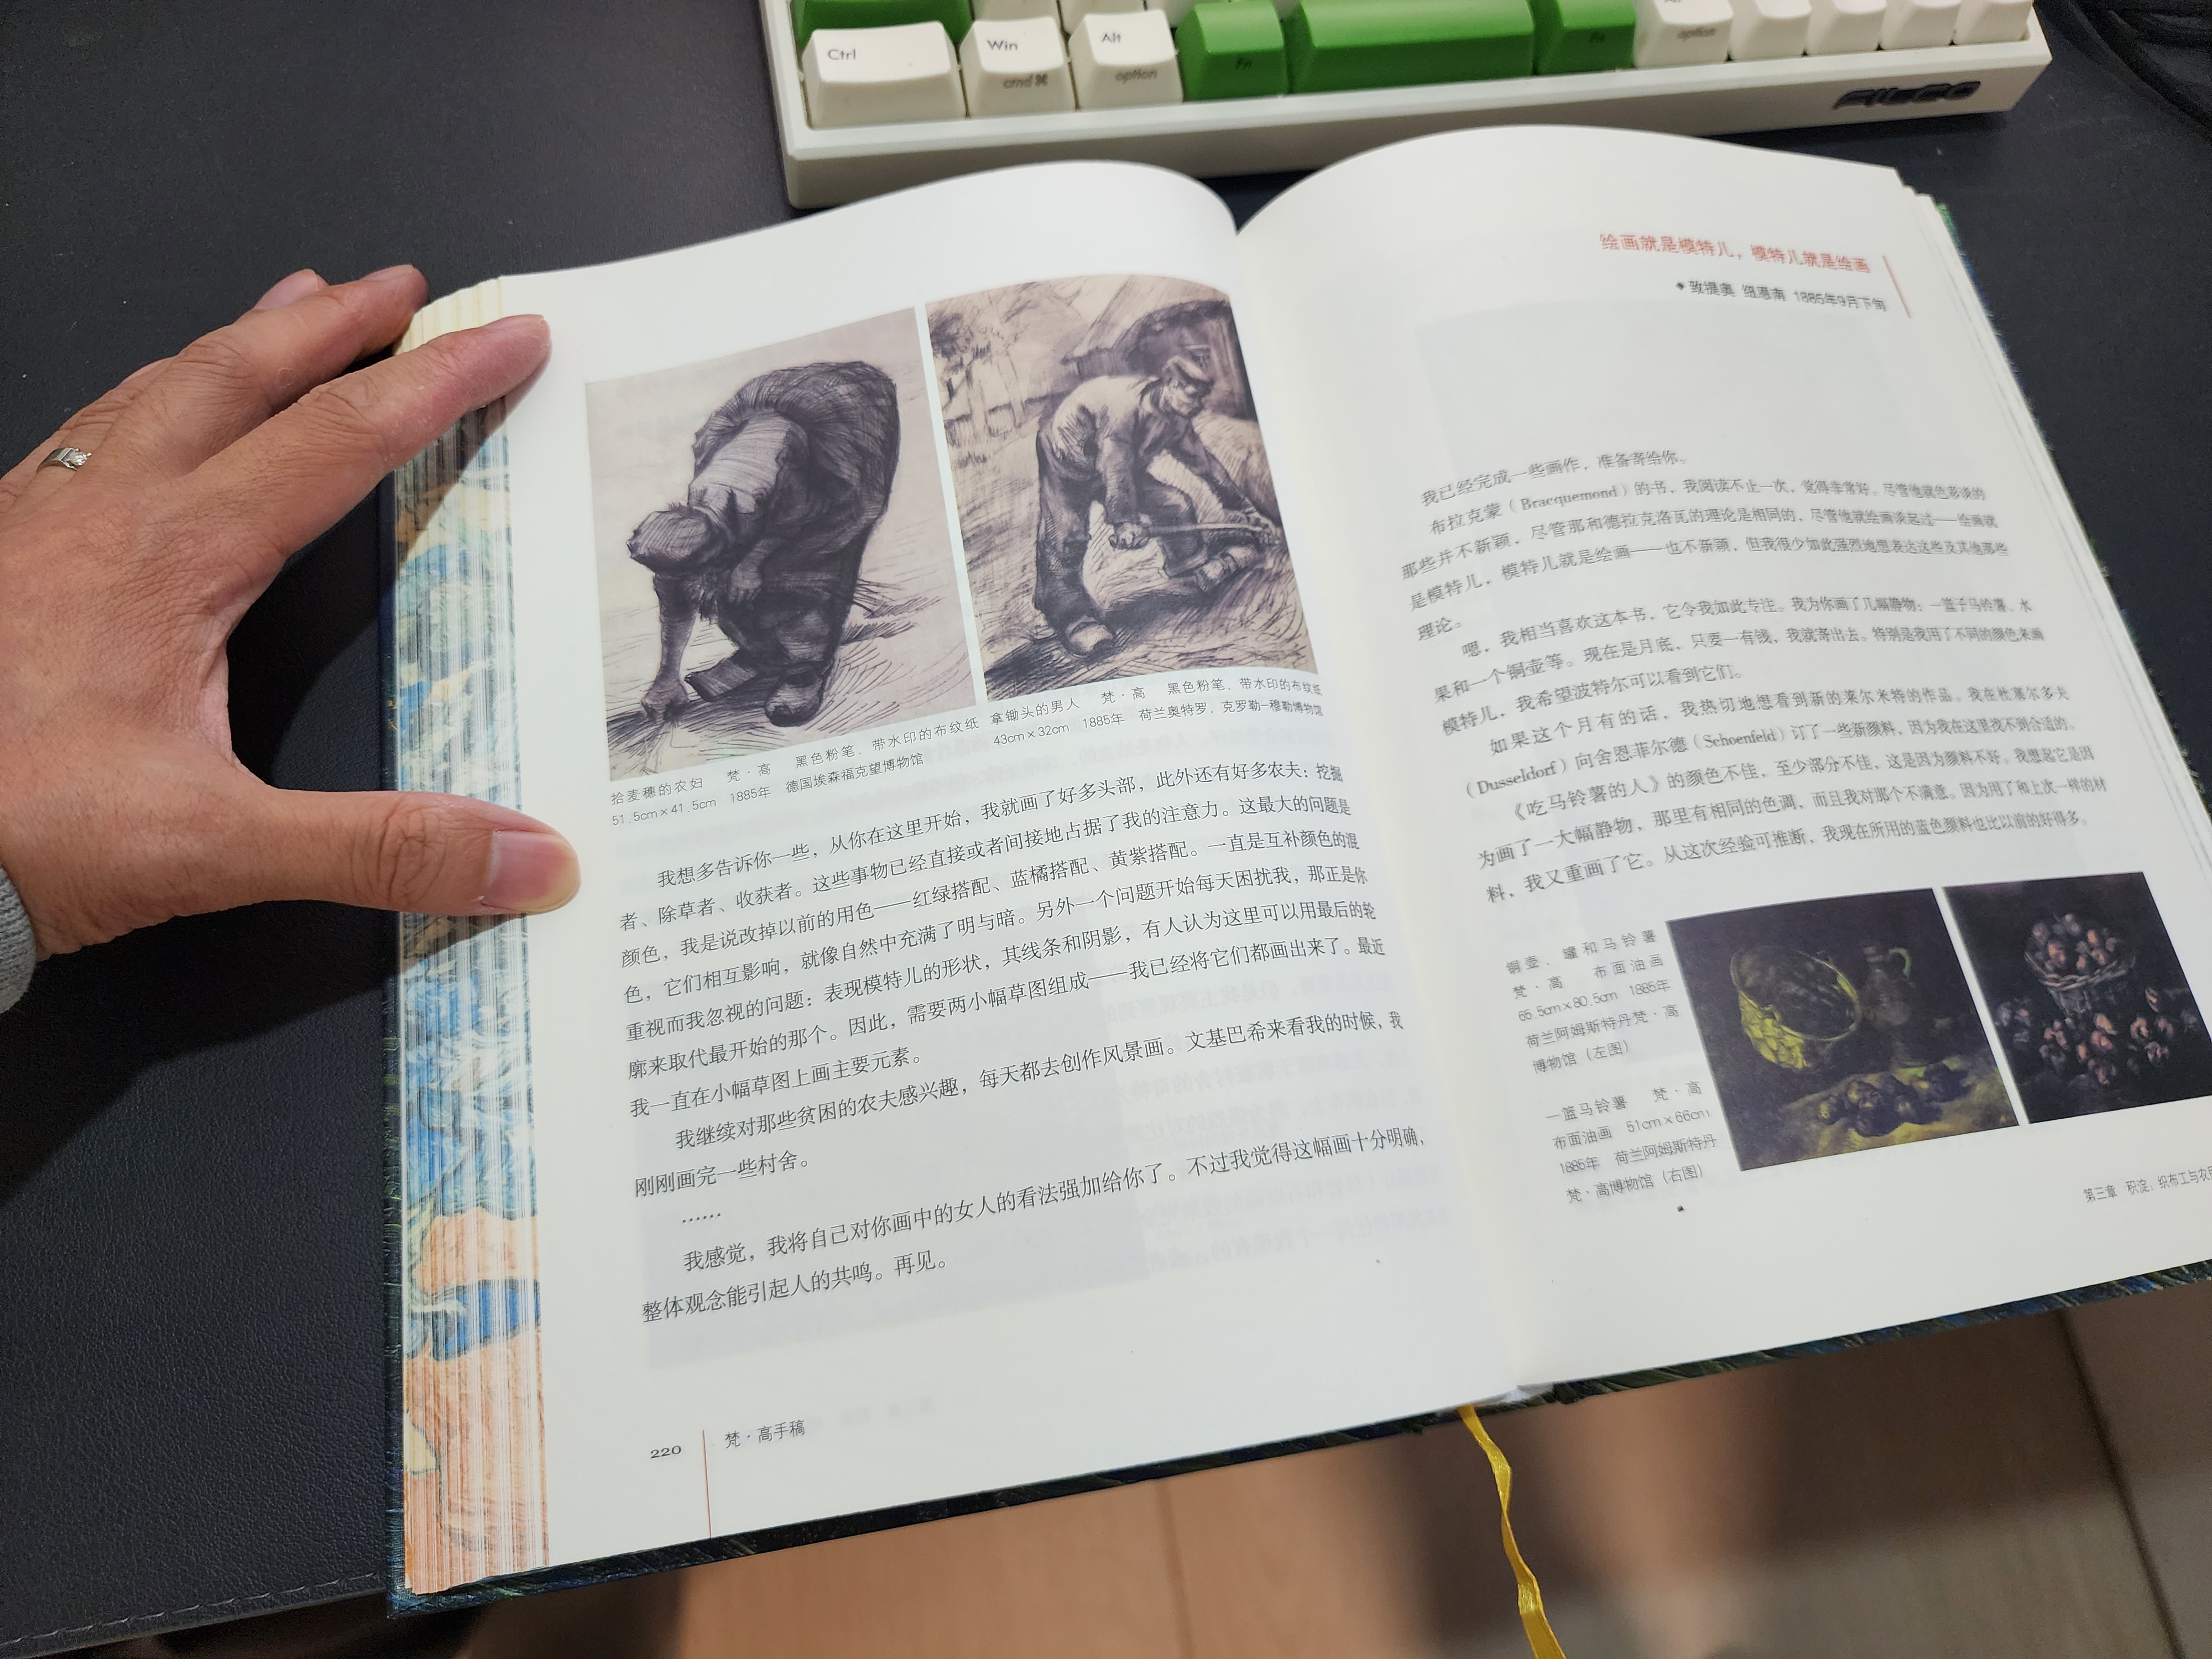 Ctrl
Win
cmd ⌘
Alt
option
Fn
Fn
Alt
option
FILCO
拾麦穗的农妇 梵·高 黑色粉笔、带水印的布纹纸
51.5cm×41.5cm 1885年 德国埃森福克望博物馆
拿锄头的男人 梵·高 黑色粉笔、带水印的布纹纸
43cm×32cm 1885年 荷兰奥特罗，克罗勒-穆勒博物馆
我想多告诉你一些，从你在这里开始，我就画了好多头部，此外还有好多农夫：挖掘
者、除草者、收获者。这些事物已经直接或者间接地占据了我的注意力。这最大的问题是
颜色，我是说改掉以前的用色——红绿搭配、蓝橘搭配、黄紫搭配。一直是互补颜色的混
色，它们相互影响，就像自然中充满了明与暗。另外一个问题开始每天困扰我，那正是你
重视而我忽视的问题：表现模特儿的形状，其线条和阴影，有人认为这里可以用最后的轮
廓来取代最开始的那个。因此，需要两小幅草图组成——我已经将它们都画出来了。最近
我一直在小幅草图上画主要元素。
我继续对那些贫困的农夫感兴趣，每天都去创作风景画。文基巴希来看我的时候，我
刚刚画完一些村舍。
……
我感觉，我将自己对你画中的女人的看法强加给你了。不过我觉得这幅画十分明确，
整体观念能引起人的共鸣。再见。
220
梵·高手稿
绘画就是模特儿，模特儿就是绘画
◆ 致提奥 纽恩南 1885年9月下旬
我已经完成一些画作，准备寄给你。
布拉克蒙（Bracquemond）的书，我阅读不止一次，觉得非常好。尽管他就色彩谈的
那些并不新颖，尽管那和德拉克洛瓦的理论是相同的，尽管他就绘画谈起过——绘画就
是模特儿，模特儿就是绘画——也不新颖，但我很少如此强烈地想表达这些及其他那些
理论。
嗯，我相当喜欢这本书，它令我如此专注。我为你画了几幅静物：一篮子马铃薯、水
果和一个铜壶等。现在是月底，只要一有钱，我就寄出去。特别是我用了不同的颜色来画
模特儿，我希望波特尔可以看到它们。
如果这个月有的话，我热切地想看到新的莱尔米特的作品。我在杜塞尔多夫
（Dusseldorf）向舍恩菲尔德（Schoenfeld）订了一些新颜料，因为我在这里找不到合适的。
《吃马铃薯的人》的颜色不佳，至少部分不佳，这是因为颜料不好。我想起它是因
为画了一大幅静物，那里有相同的色调，而且我对那个不满意。因为用了和上次一样的材
料，我又重画了它。从这次经验可推断，我现在所用的蓝色颜料也比以前的好得多。
铜壶、罐和马铃薯
梵·高 布面油画
65.5cm×80.5cm 1885年
荷兰阿姆斯特丹梵·高
博物馆（左图）
一篮马铃薯 梵·高
布面油画 51cm×66cm
1885年 荷兰阿姆斯特丹
梵·高博物馆（右图）
第三章 积淀：织布工与农民